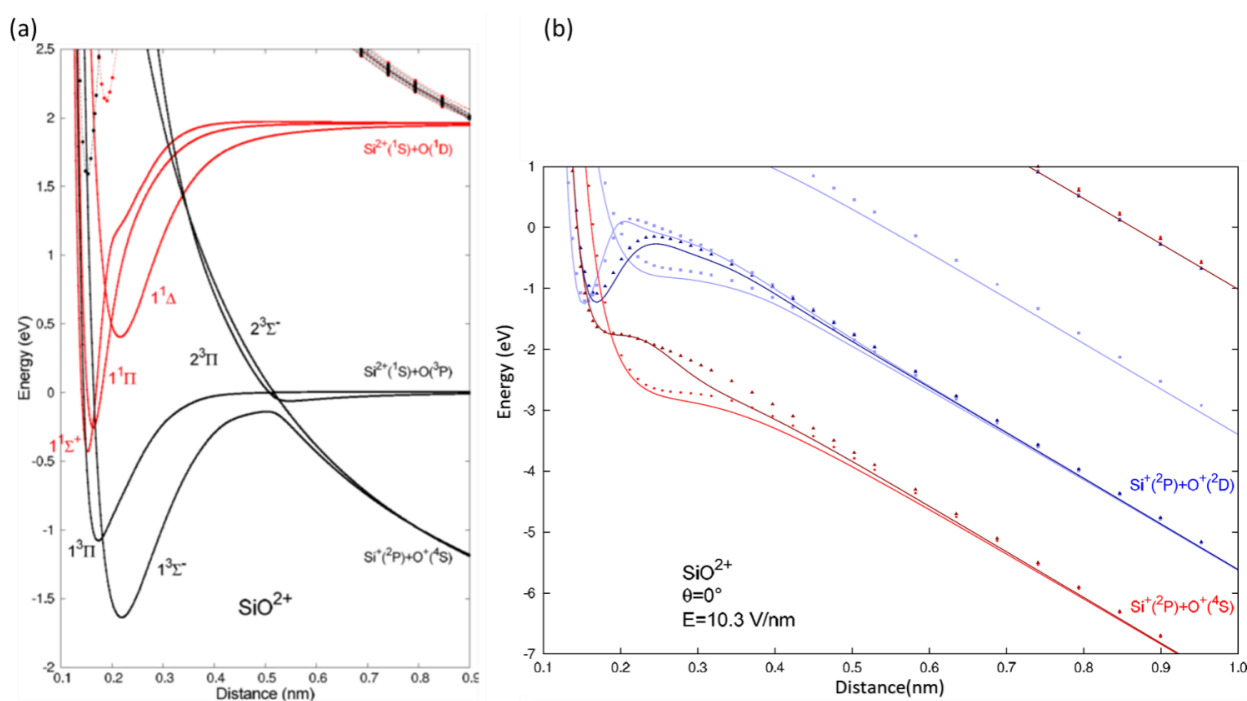 (a)
(b)
2.5
2
1.5
1
0.5
0
-0.5
-1
-1.5
-2
Energy (eV)
0.1 0.2 0.3 0.4 0.5 0.6 0.7 0.8 0.9
Distance (nm)
Si²⁺(¹S)+O(¹D)
1¹Δ
2³Σ⁻
2³Π
1¹Π
Si²⁺(¹S)+O(³P)
1¹Σ⁺
1³Π
1³Σ⁻
Si⁺(²P)+O⁺(⁴S)
SiO²⁺
1
0
-1
-2
-3
-4
-5
-6
-7
Energy (eV)
0.1 0.2 0.3 0.4 0.5 0.6 0.7 0.8 0.9 1.0
Distance(nm)
Si⁺(²P)+O⁺(²D)
Si⁺(²P)+O⁺(⁴S)
SiO²⁺
θ=0°
E=10.3 V/nm